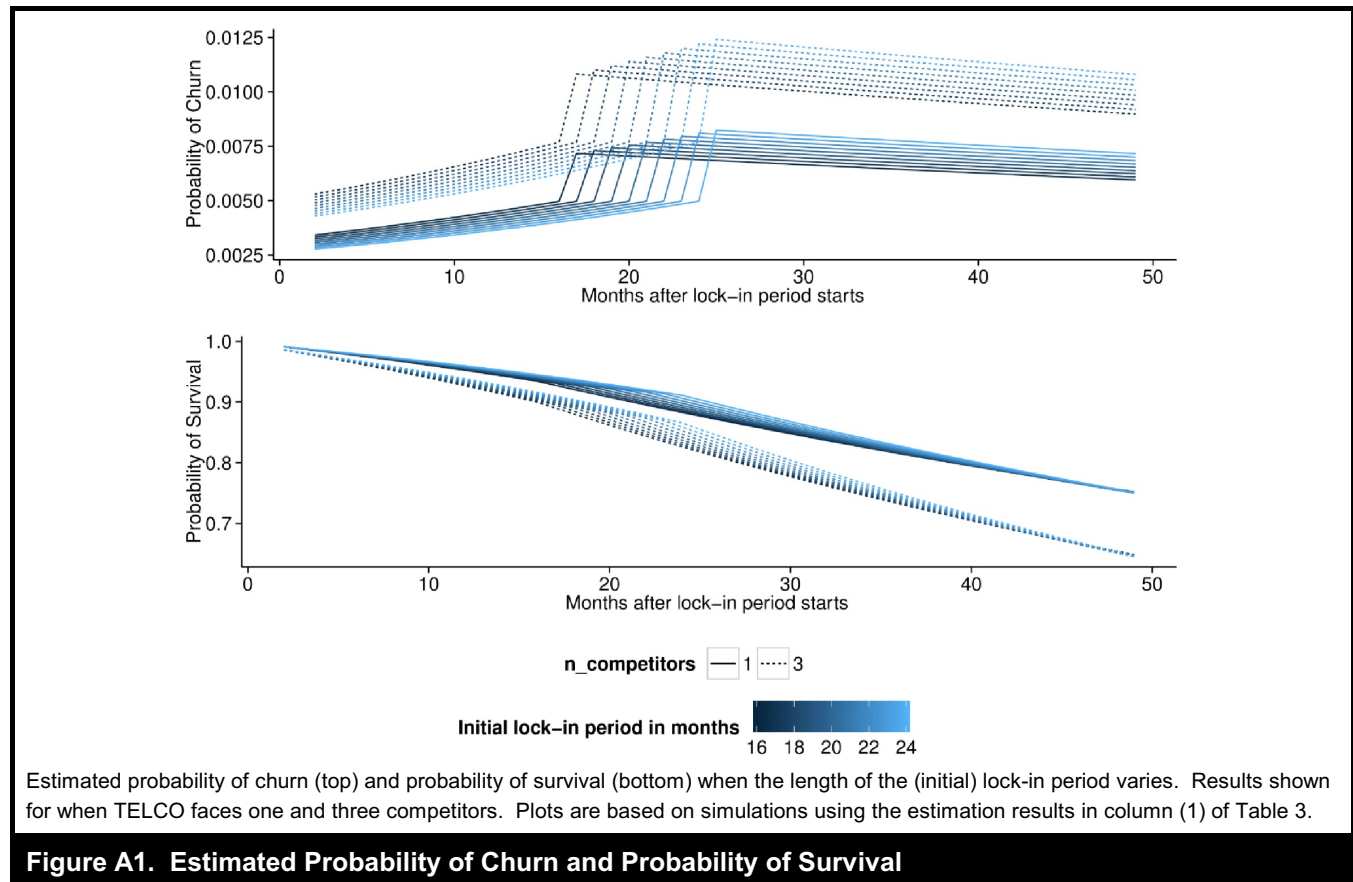 0.0125
0.0100
0.0075
0.0050
0.0025
Probability of Churn
0 10 20 30 40 50
Months after lock−in period starts
1.0
0.9
0.8
0.7
Probability of Survival
0 10 20 30 40 50
Months after lock−in period starts
n_competitors 1 3
Initial lock−in period in months
16 18 20 22 24
Estimated probability of churn (top) and probability of survival (bottom) when the length of the (initial) lock-in period varies. Results shown
for when TELCO faces one and three competitors. Plots are based on simulations using the estimation results in column (1) of Table 3.
Figure A1. Estimated Probability of Churn and Probability of Survival